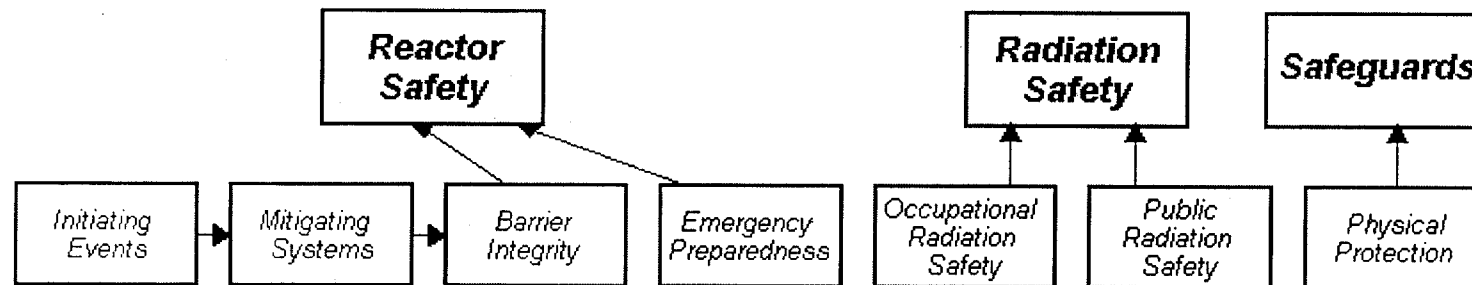 Reactor
Safety
Radiation
Safety
Safeguards
Initiating
Events
Mitigating
Systems
Barrier
Integrity
Emergency
Preparedness
Occupational
Radiation
Safety
Public
Radiation
Safety
Physical
Protection